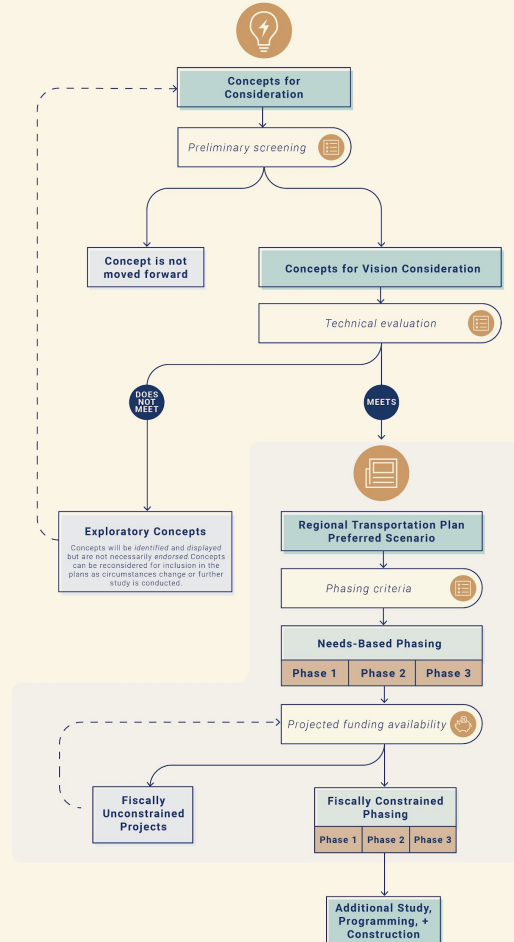 Concepts for
Consideration
Preliminary screening
Concept is not
moved forward
Concepts for Vision Consideration
Technical evaluation
DOES
NOT
MEET
MEETS
Exploratory Concepts
Concepts will be identified and displayed
but are not necessarily endorsed.Concepts
can be reconsidered for inclusion in the
plans as circumstances change or further
study is conducted.
Regional Transportation Plan
Preferred Scenario
Phasing criteria
Needs-Based Phasing
Phase 1 Phase 2 Phase 3
Projected funding availability
Fiscally
Unconstrained
Projects
Fiscally Constrained
Phasing
Phase 1 Phase 2 Phase 3
Additional Study,
Programming, +
Construction